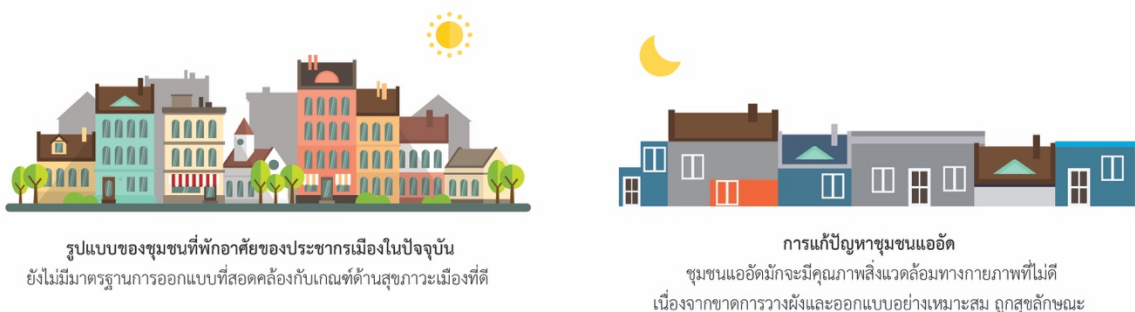 รูปแบบของชุมชนที่พักอาศัยของประชากรเมืองในปัจจุบัน
ยังไม่มีมาตรฐานการออกแบบที่สอดคล้องกับเกณฑ์ด้านสุขภาวะเมืองที่ดี
การแก้ปัญหาชุมชนแออัด
ชุมชนแออัดมักจะมีคุณภาพสิ่งแวดล้อมทางกายภาพที่ไม่ดี
เนื่องจากขาดการวางผังและออกแบบอย่างเหมาะสม ถูกสุขลักษณะ